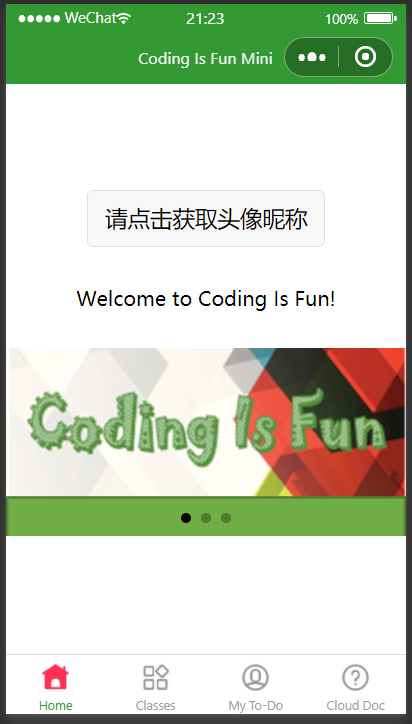 WeChat 21:23 100%
Coding Is Fun Mini
请点击获取头像昵称
Welcome to Coding Is Fun!
Coding Is Fun
Home Classes My To-Do Cloud Doc